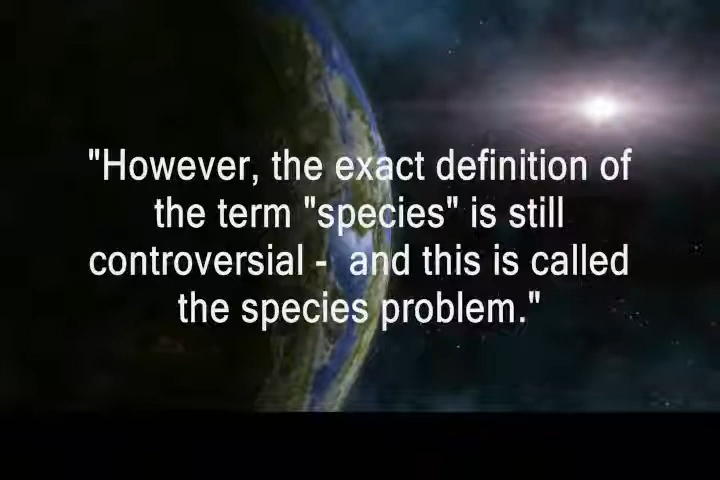 "However, the exact definition of
the term "species" is still
controversial -  and this is called
the species problem."